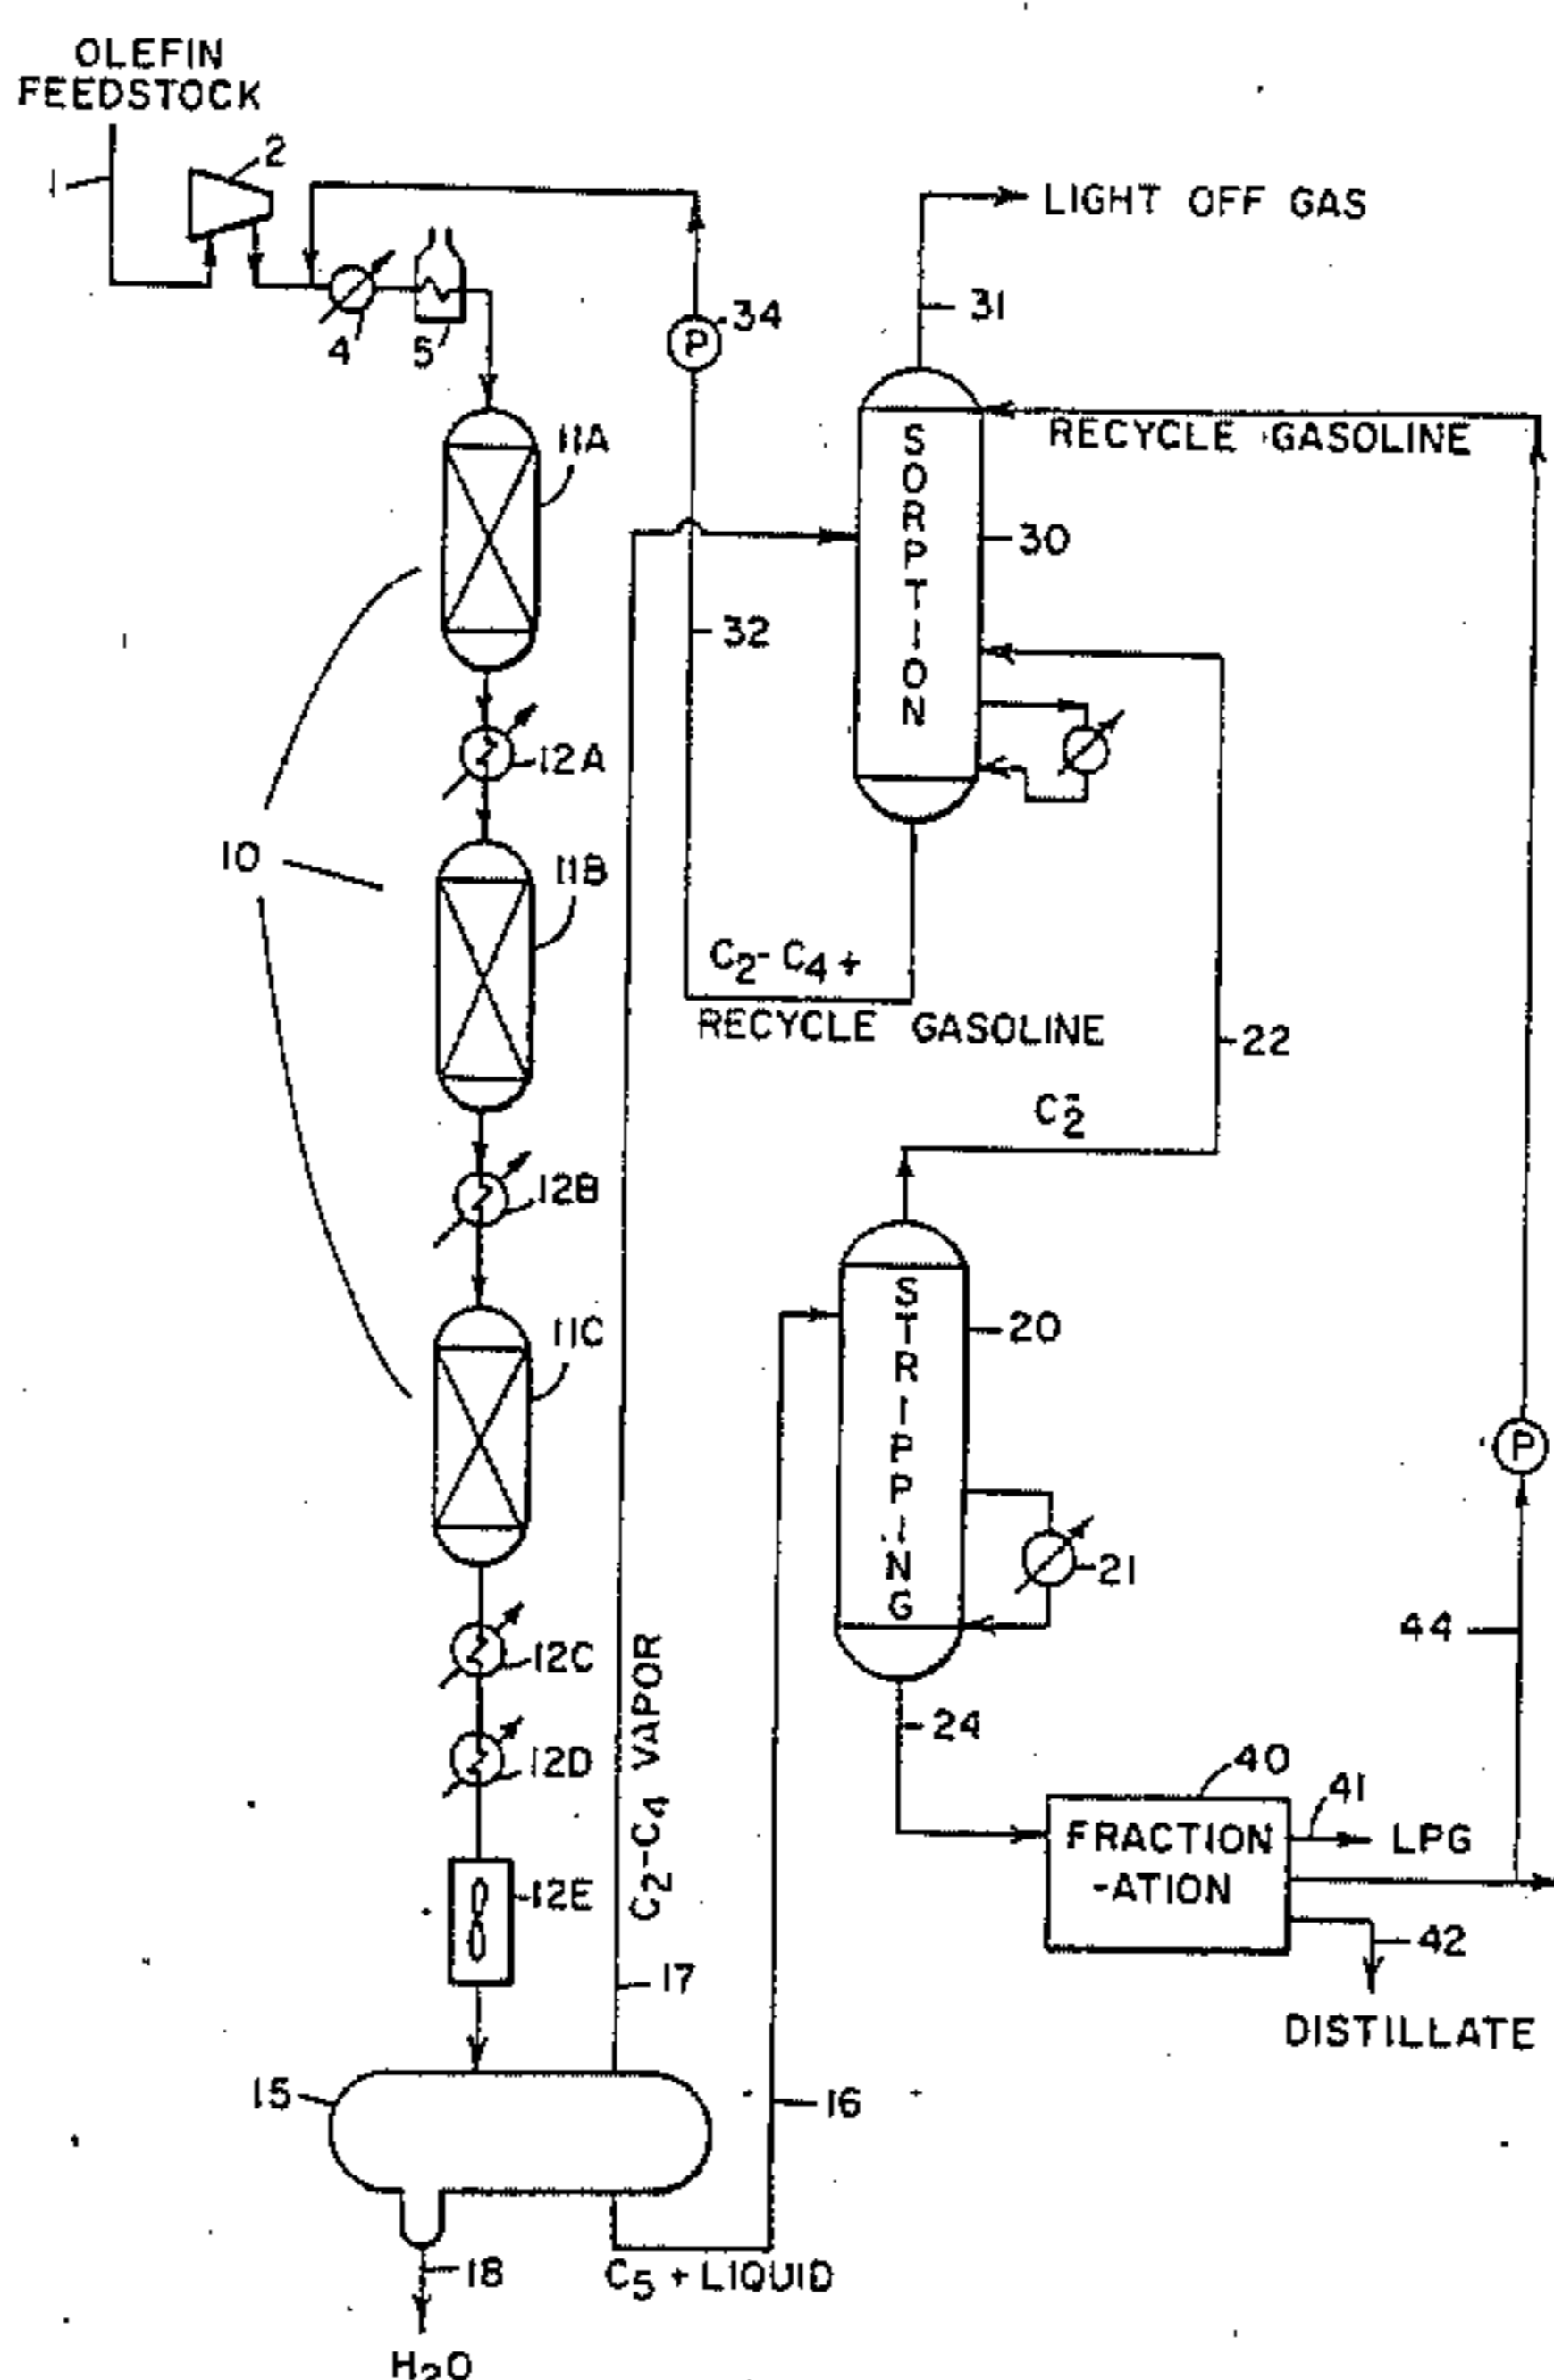 OLEFIN
FEEDSTOCK
1
2
4
5
34
LIGHT OFF GAS
31
RECYCLE GASOLINE
11A
SORPTION
30
32
12A
10
11B
C2-C4 +
RECYCLE GASOLINE
22
C2-
12B
11C
STRIPPING
20
P
P
21
12C
C2-C4 VAPOR
44
24
12D
40
41
FRACTION
-ATION
LPG
12E
42
17
DISTILLATE
15
16
18
C5 + LIQUID
H2O